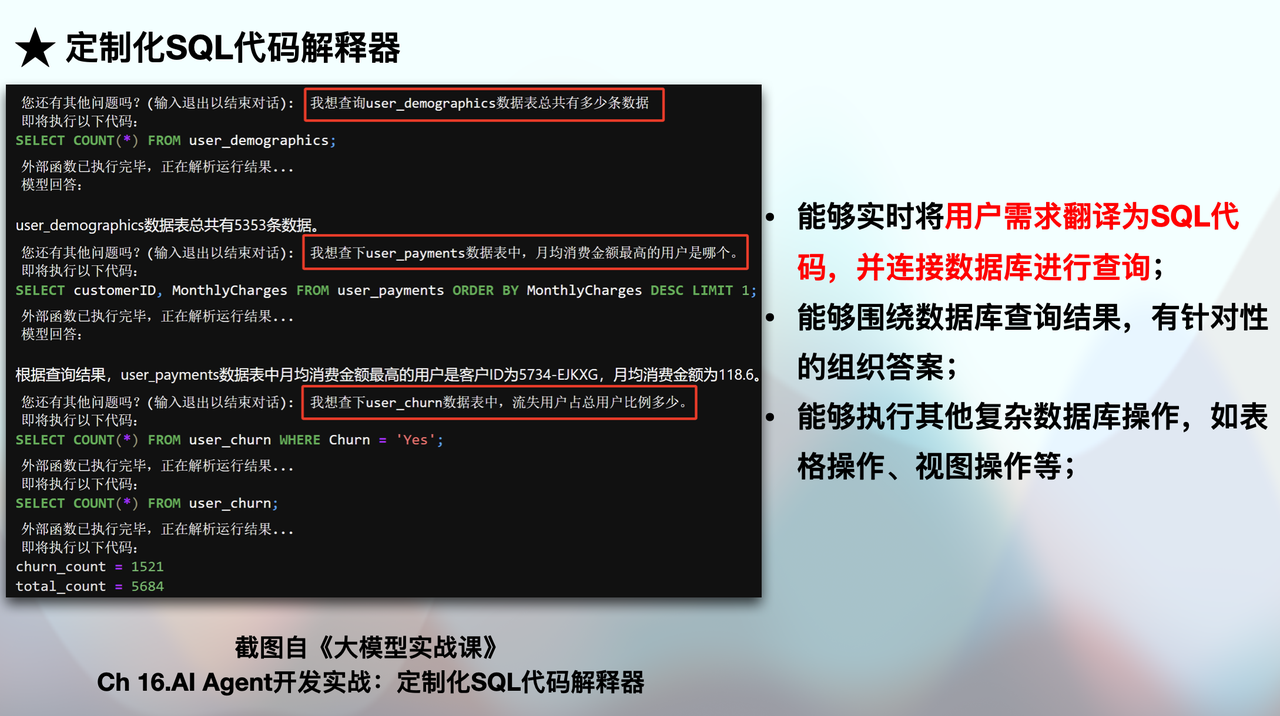 ★ 定制化SQL代码解释器
您还有其他问题吗？(输入退出以结束对话)： 我想查询user_demographics数据表总共有多少条数据
即将执行以下代码：
SELECT COUNT(*) FROM user_demographics;
外部函数已执行完毕，正在解析运行结果...
模型回答：
user_demographics数据表总共有5353条数据。
您还有其他问题吗？(输入退出以结束对话)： 我想查下user_payments数据表中，月均消费金额最高的用户是哪个。
即将执行以下代码：
SELECT customerID, MonthlyCharges FROM user_payments ORDER BY MonthlyCharges DESC LIMIT 1;
外部函数已执行完毕，正在解析运行结果...
模型回答：
根据查询结果，user_payments数据表中月均消费金额最高的用户是客户ID为5734-EJKXG，月均消费金额为118.6。
您还有其他问题吗？(输入退出以结束对话)： 我想查下user_churn数据表中，流失用户占总用户比例多少。
即将执行以下代码：
SELECT COUNT(*) FROM user_churn WHERE Churn = 'Yes';
外部函数已执行完毕，正在解析运行结果...
即将执行以下代码：
SELECT COUNT(*) FROM user_churn;
外部函数已执行完毕，正在解析运行结果...
即将执行以下代码：
churn_count = 1521
total_count = 5684
截图自《大模型实战课》
Ch 16.AI Agent开发实战：定制化SQL代码解释器
• 能够实时将用户需求翻译为SQL代
码，并连接数据库进行查询；
• 能够围绕数据库查询结果，有针对性
的组织答案；
• 能够执行其他复杂数据库操作，如表
格操作、视图操作等；